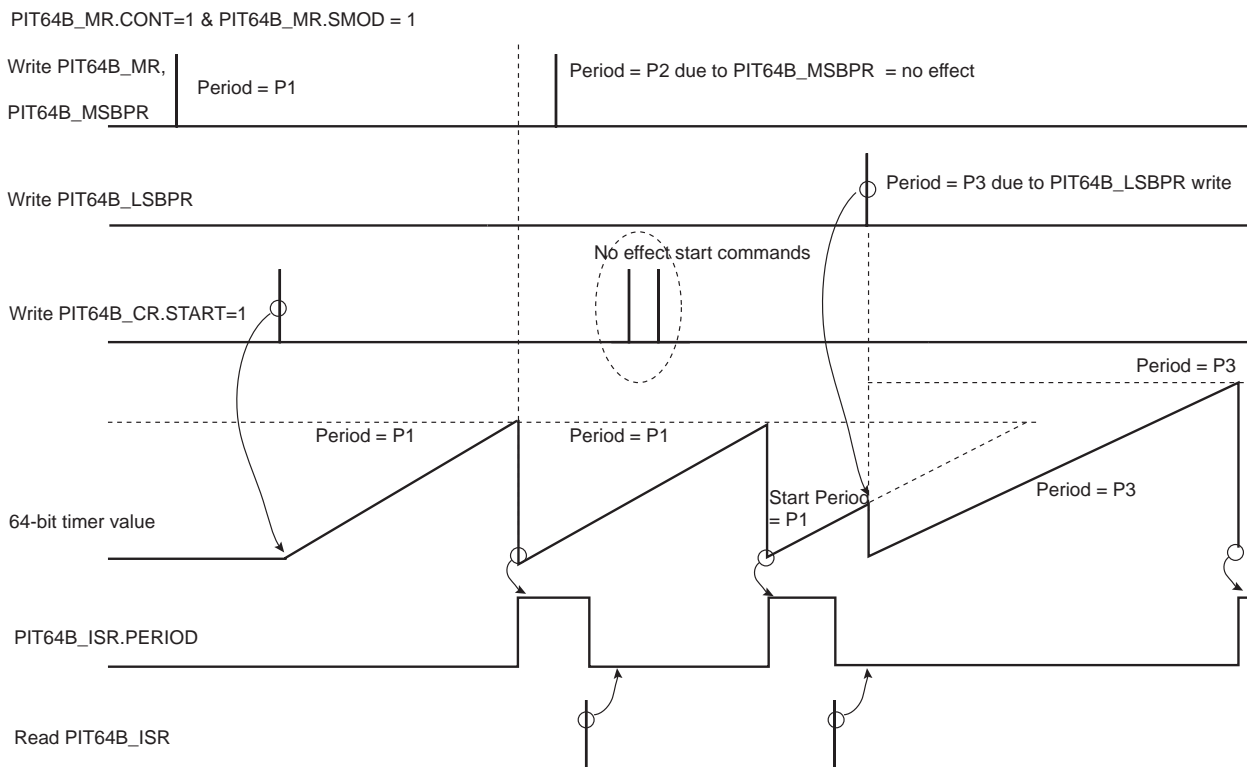 PIT64B_MR.CONT=1 & PIT64B_MR.SMOD = 1
Write PIT64B_MR,
PIT64B_MSBPR
Period = P1
Period = P2 due to PIT64B_MSBPR = no effect
Write PIT64B_LSBPR
Period = P3 due to PIT64B_LSBPR write
No effect start commands
Write PIT64B_CR.START=1
Period = P3
Period = P1
Period = P1
Start Period
= P1
Period = P3
64-bit timer value
PIT64B_ISR.PERIOD
Read PIT64B_ISR